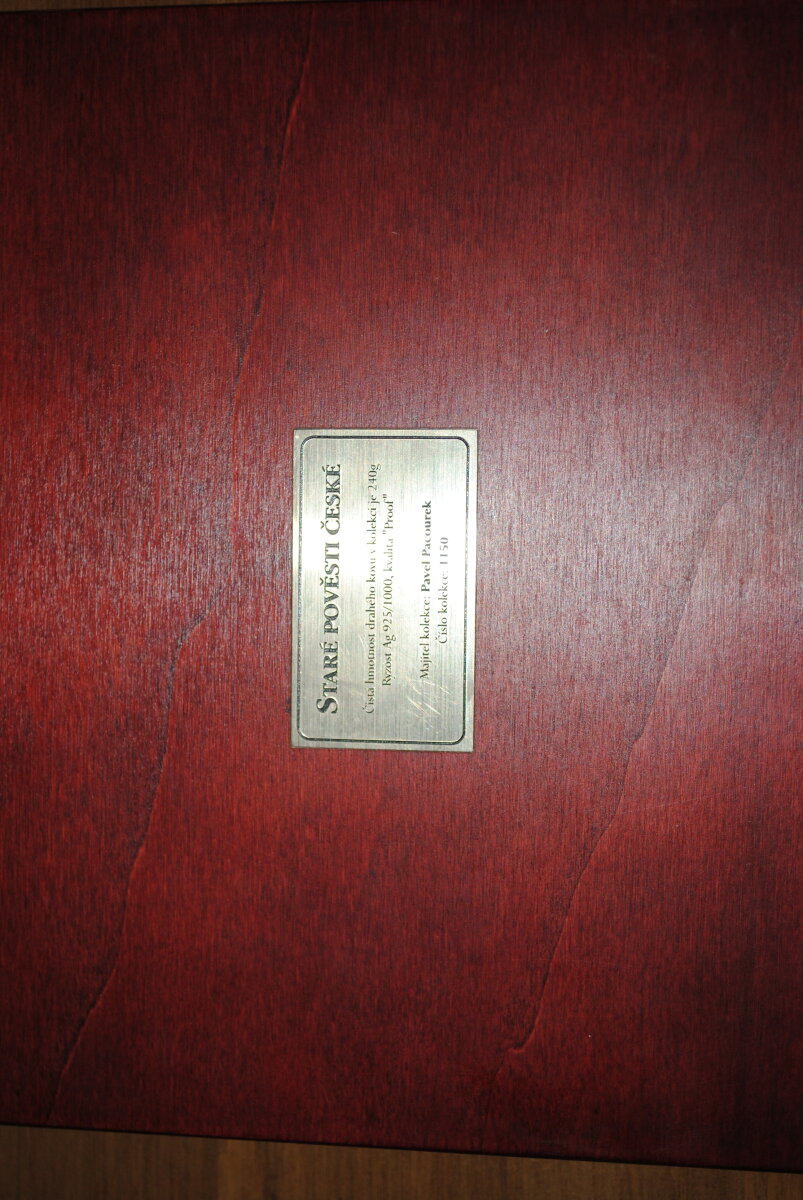 STARÉ POVĚSTI ČESKÉ
Čistá hmotnost drahého kovu v kolekci je 240g
Ryzost Ag 925/1000, kvalita "Proof"
Majitel kolekce: Pavel Pacourek
Číslo kolekce: 1150